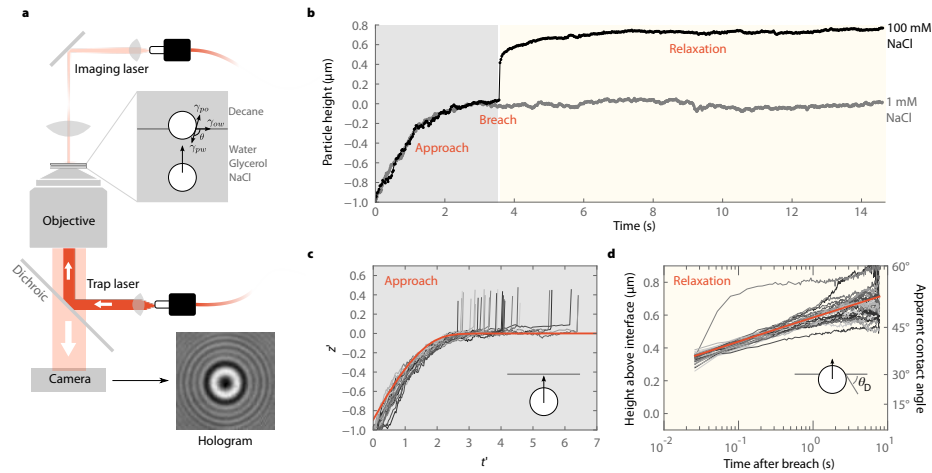 a
Imaging laser
γpo
Decane
γow
θ
γpw
Water
Glycerol
NaCl
Objective
Dichroic
Trap laser
Camera
Hologram
b
Particle height (μm)
0.8
0.6
0.4
0.2
0.0
−0.2
−0.4
−0.6
−0.8
−1.0
0
2
4
6
8
10
12
14
Time (s)
Approach
Breach
Relaxation
100 mM
NaCl
1 mM
NaCl
c
Approach
z'
0.6
0.4
0.2
0.0
−0.2
−0.4
−0.6
−0.8
−1.0
0
1
2
3
4
5
6
7
t'
d
Relaxation
Height above interface (μm)
0.8
0.6
0.4
0.2
0.0
10⁻²
10⁻¹
10⁰
10¹
Time after breach (s)
60°
45°
30°
15°
Apparent contact angle
θD